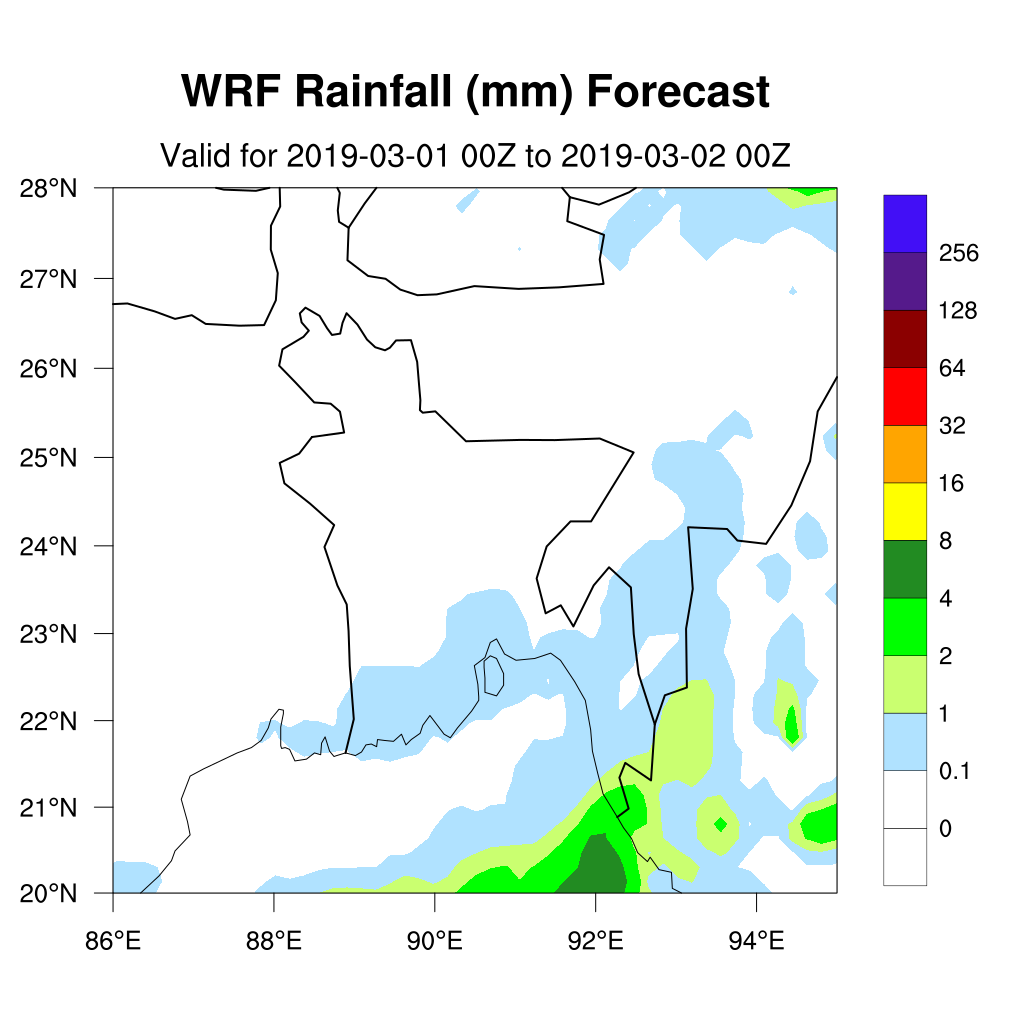 WRF Rainfall (mm) Forecast
Valid for 2019-03-01 00Z to 2019-03-02 00Z
28°N
27°N
26°N
25°N
24°N
23°N
22°N
21°N
20°N
86°E
88°E
90°E
92°E
94°E
256
128
64
32
16
8
4
2
1
0.1
0